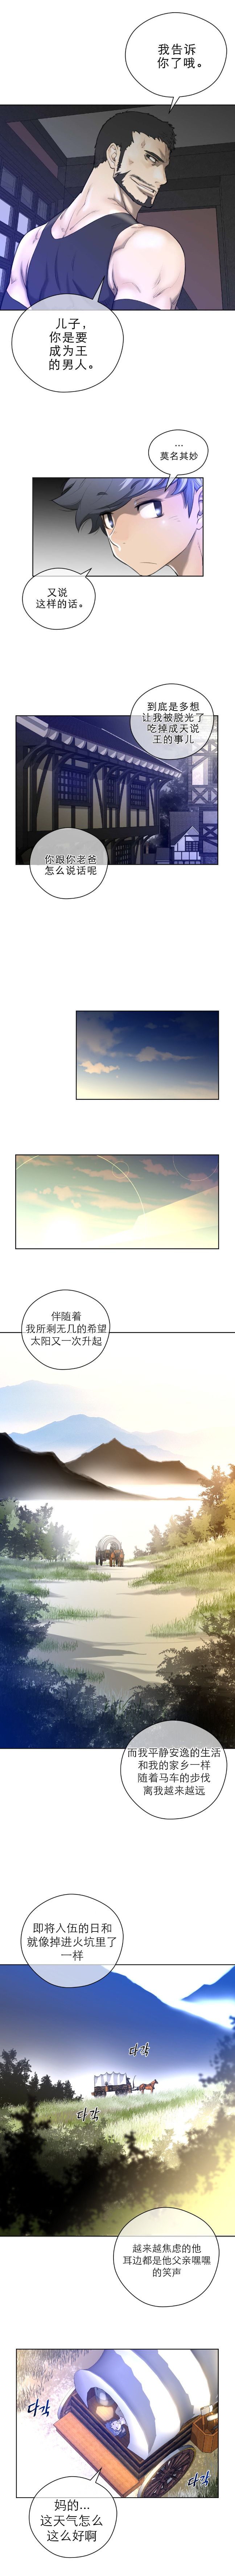 我告诉
你了哦。
儿子，
你是要
成为王
的男人。
...
莫名其妙
又说
这样的话。
到底是多想
让我被脱光了
吃掉成天说
王的事儿
你跟你老爸
怎么说话呢
伴随着
我所剩无几的希望
太阳又一次升起
而我平静安逸的生活
和我的家乡一样
随着马车的步伐
离我越来越远
即将入伍的日和
就像掉进火坑里了
一样
다각
다각
越来越焦虑的他
耳边都是他父亲嘿嘿
的笑声
다각
다각
妈的...
这天气怎么
这么好啊